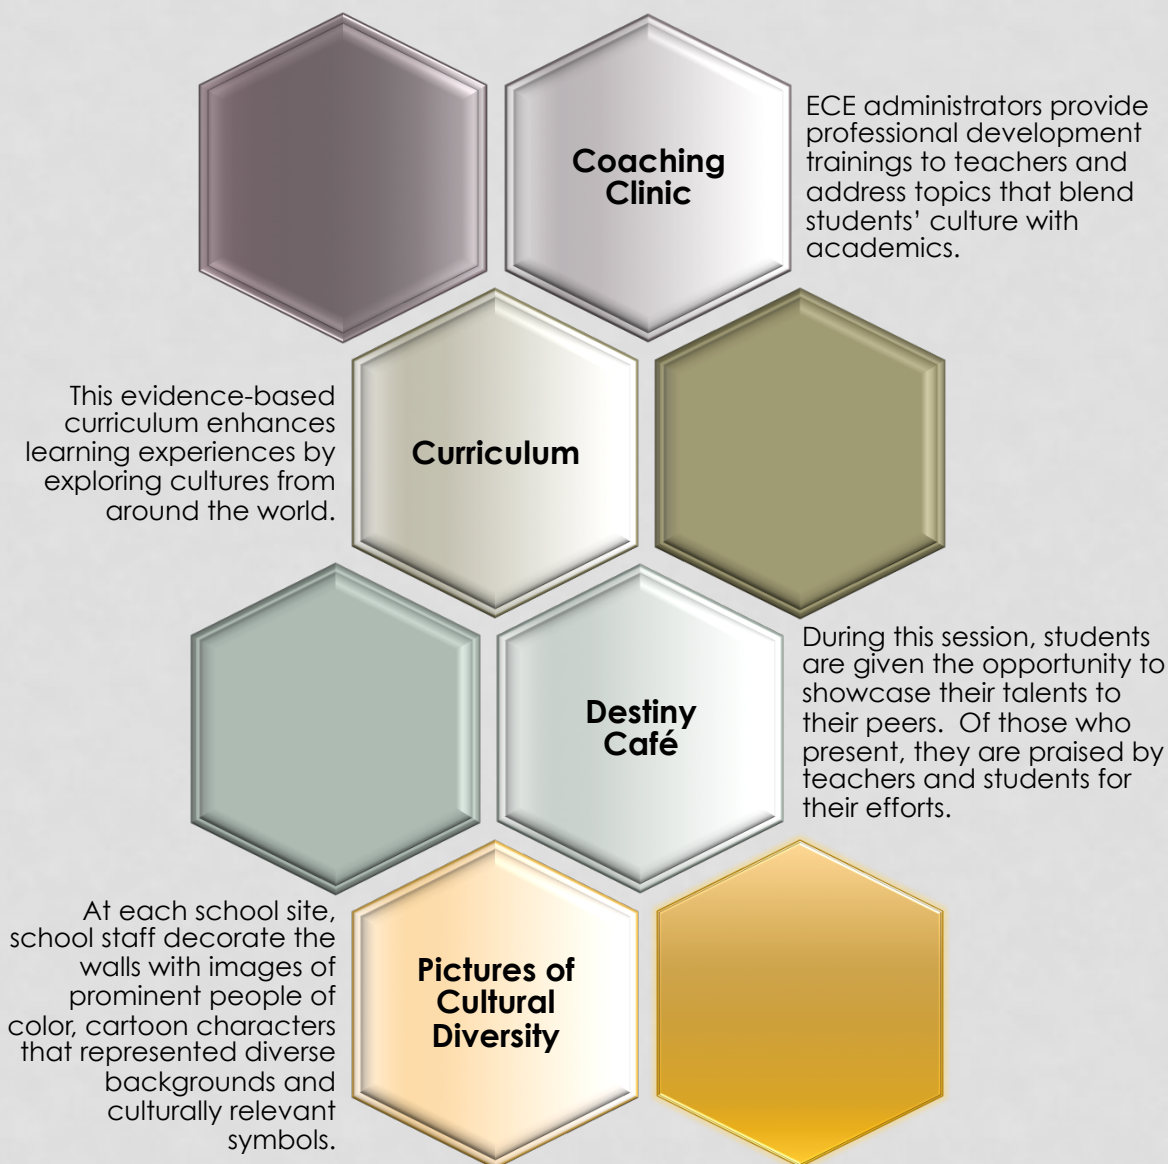 Coaching
Clinic
ECE administrators provide
professional development
trainings to teachers and
address topics that blend
students’ culture with
academics.
This evidence-based
curriculum enhances
learning experiences by
exploring cultures from
around the world.
Curriculum
Destiny
Café
During this session, students
are given the opportunity to
showcase their talents to
their peers.  Of those who
present, they are praised by
teachers and students for
their efforts.
At each school site,
school staff decorate the
walls with images of
prominent people of
color, cartoon characters
that represented diverse
backgrounds and
culturally relevant
symbols.
Pictures of
Cultural
Diversity